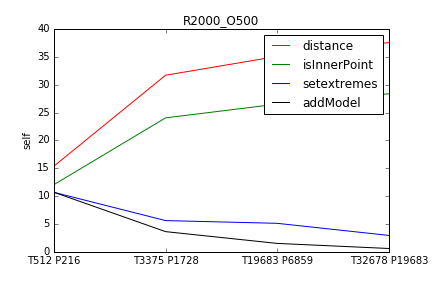 R2000_O500
40
35
30
25
20
15
10
5
0
self
distance
isInnerPoint
setextremes
addModel
T512 P216
T3375 P1728
T19683 P6859
T32678 P19683